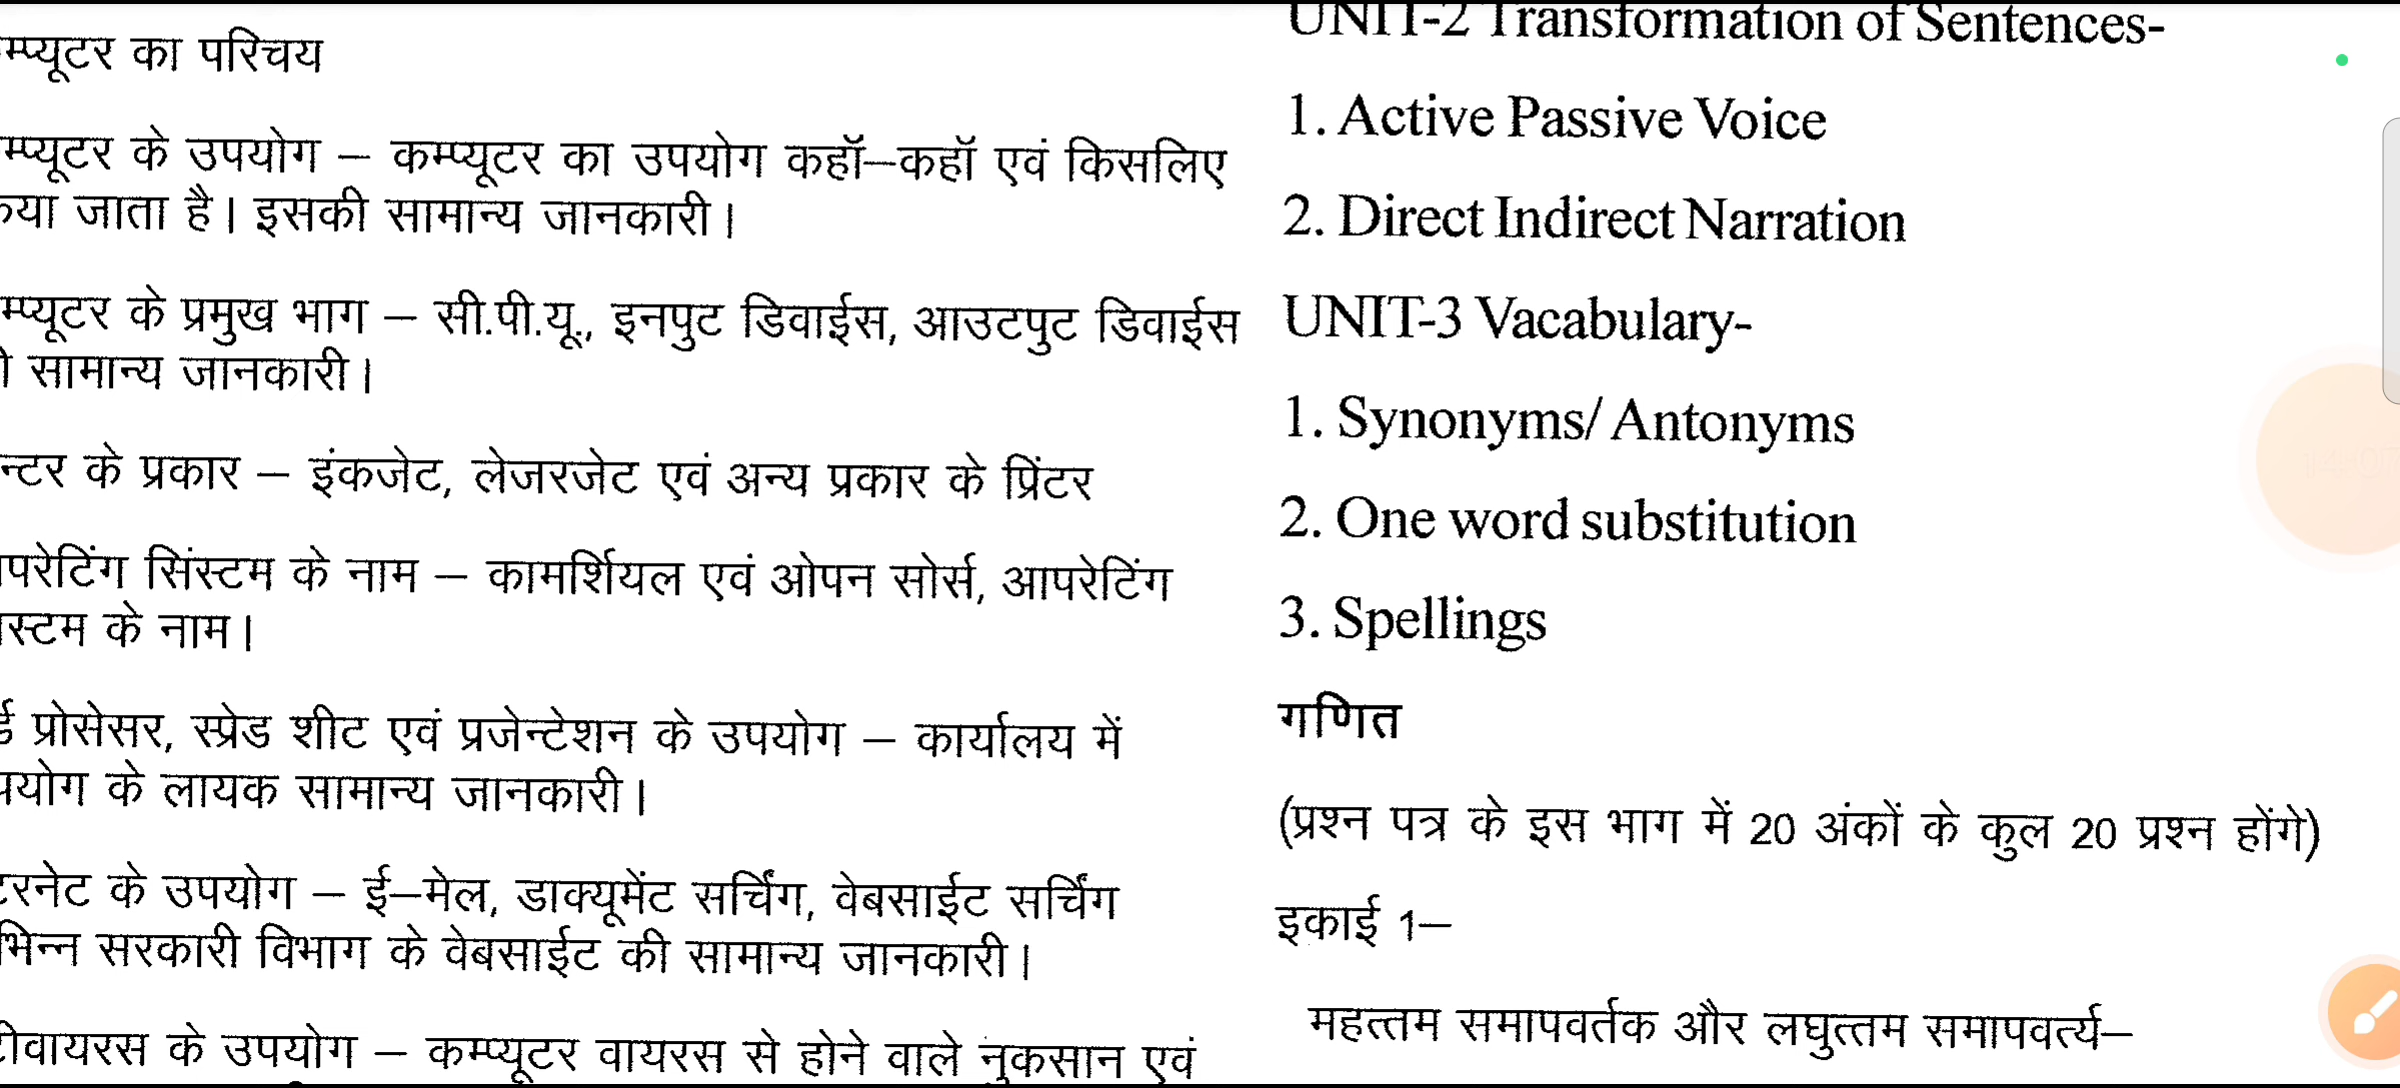 म्प्यूटर का परिचय
म्प्यूटर के उपयोग – कम्प्यूटर का उपयोग कहॉ–कहॉ एवं किसलिए
जाता है। इसकी सामान्य जानकारी।
म्प्यूटर के प्रमुख भाग – सी.पी.यू., इनपुट डिवाईस, आउटपुट डिवाईस
सामान्य जानकारी।
न्टर के प्रकार – इंकजेट, लेजरजेट एवं अन्य प्रकार के प्रिंटर
परेटिंग सिंस्टम के नाम – कामर्शियल एवं ओपन सोर्स, आपरेटिंग
स्टम के नाम।
र्ड प्रोसेसर, स्प्रेड शीट एवं प्रजेन्टेशन के उपयोग – कार्यालय में
पयोग के लायक सामान्य जानकारी।
टरनेट के उपयोग – ई–मेल, डाक्यूमेंट सर्चिंग, वेबसाईट सर्चिंग
भिन्न सरकारी विभाग के वेबसाईट की सामान्य जानकारी।
टीवायरस के उपयोग – कम्प्यूटर वायरस से होने वाले नुकसान एवं
UNIT-2 Transformation of Sentences-
1. Active Passive Voice
2. Direct Indirect Narration
UNIT-3 Vacabulary-
1. Synonyms/ Antonyms
2. One word substitution
3. Spellings
गणित
(प्रश्न पत्र के इस भाग में 20 अंकों के कुल 20 प्रश्न होंगे)
इकाई 1–
महत्तम समापवर्तक और लघुत्तम समापवर्त्य–